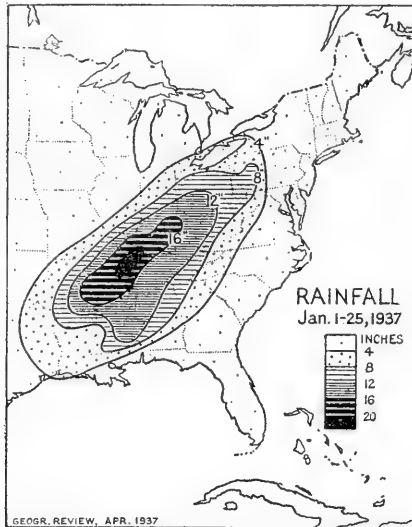 4"
8"
12"
16"
RAINFALL
Jan. 1-25, 1937
INCHES
4
8
12
16
20
GEOGR. REVIEW, APR. 1937